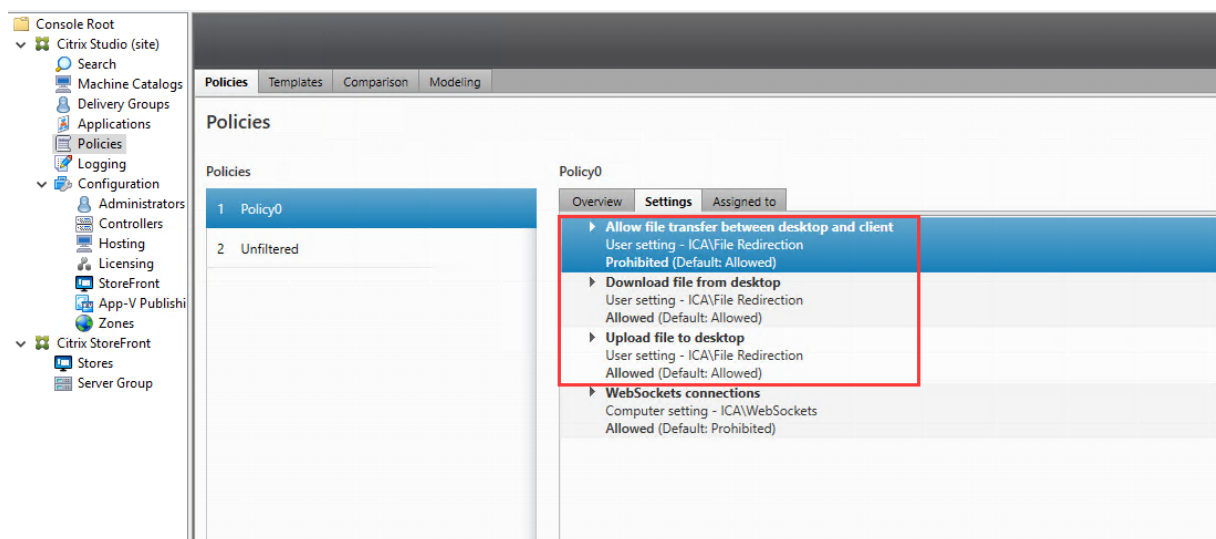 Console Root
Citrix Studio (site)
Search
Machine Catalogs
Delivery Groups
Applications
Policies
Logging
Configuration
Administrators
Controllers
Hosting
Licensing
StoreFront
App-V Publishi
Zones
Citrix StoreFront
Stores
Server Group
Policies Templates Comparison Modeling
Policies
Policies
1 Policy0
2 Unfiltered
Policy0
Overview Settings Assigned to
Allow file transfer between desktop and client
User setting - ICA\File Redirection
Prohibited (Default: Allowed)
Download file from desktop
User setting - ICA\File Redirection
Allowed (Default: Allowed)
Upload file to desktop
User setting - ICA\File Redirection
Allowed (Default: Allowed)
WebSockets connections
Computer setting - ICA\WebSockets
Allowed (Default: Prohibited)